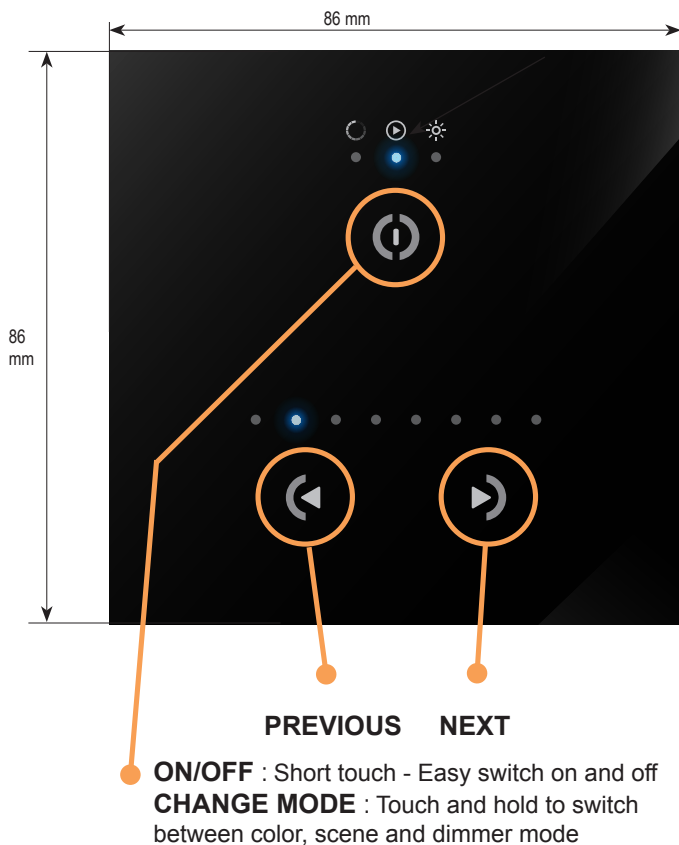 86 mm
86
mm
PREVIOUS NEXT
ON/OFF : Short touch - Easy switch on and off
CHANGE MODE : Touch and hold to switch
between color, scene and dimmer mode